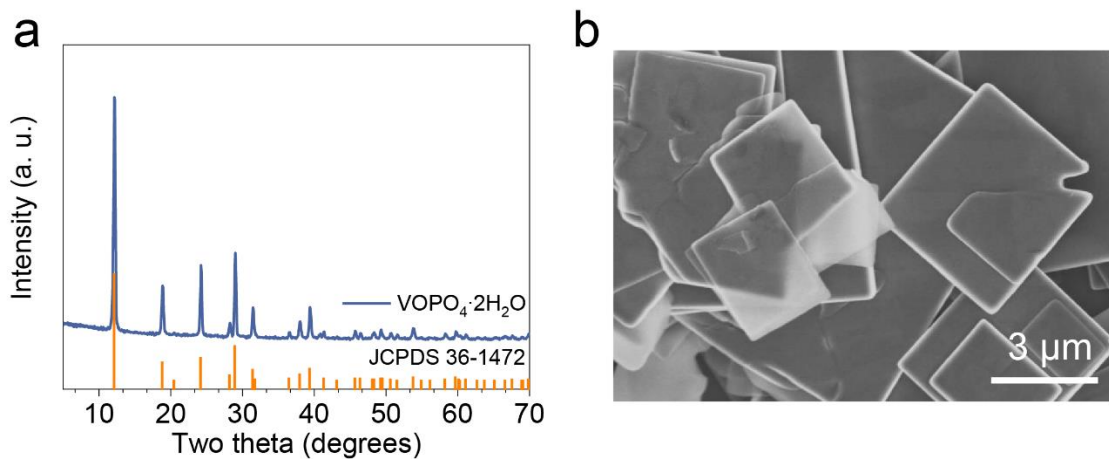 a
b
Intensity (a. u.)
VOPO₄·2H₂O
JCPDS 36-1472
10 20 30 40 50 60 70
Two theta (degrees)
3 μm